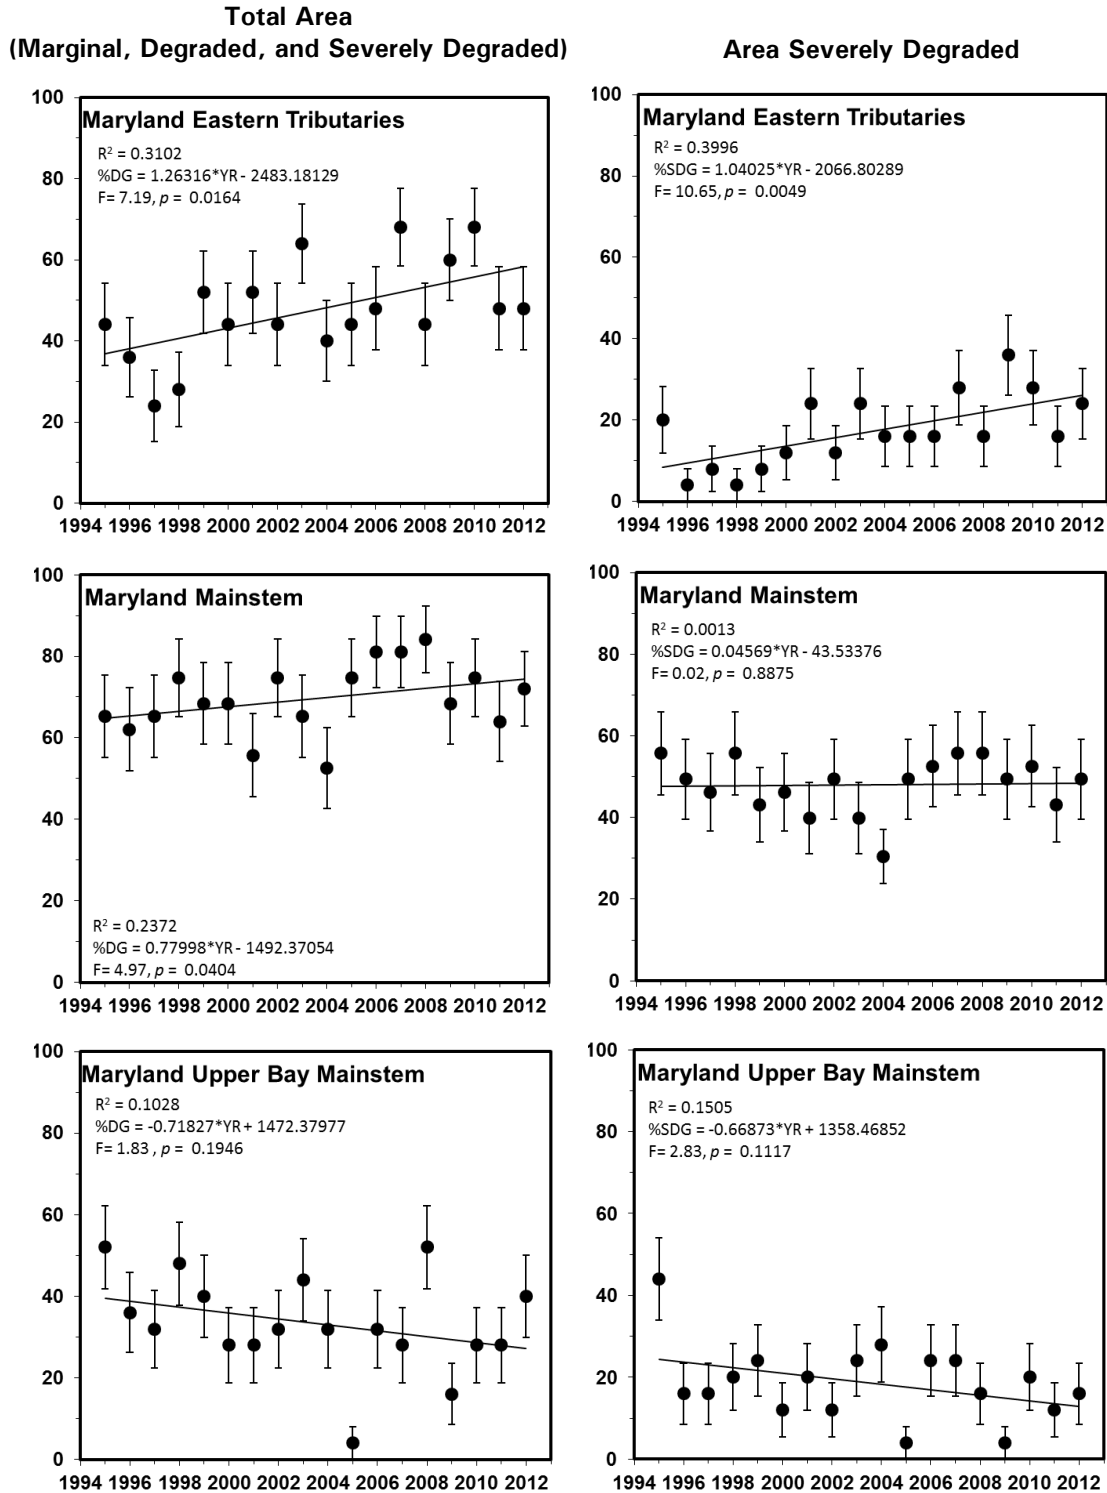 Total Area
(Marginal, Degraded, and Severely Degraded)
Area Severely Degraded
100
80
60
40
20
0
Maryland Eastern Tributaries
R² = 0.3102
%DG = 1.26316*YR - 2483.18129
F= 7.19, p = 0.0164
1994 1996 1998 2000 2002 2004 2006 2008 2010 2012
100
80
60
40
20
0
Maryland Eastern Tributaries
R² = 0.3996
%SDG = 1.04025*YR - 2066.80289
F= 10.65, p = 0.0049
1994 1996 1998 2000 2002 2004 2006 2008 2010 2012
100
80
60
40
20
0
Maryland Mainstem
R² = 0.2372
%DG = 0.77998*YR - 1492.37054
F= 4.97, p = 0.0404
1994 1996 1998 2000 2002 2004 2006 2008 2010 2012
100
80
60
40
20
0
Maryland Mainstem
R² = 0.0013
%SDG = 0.04569*YR - 43.53376
F= 0.02, p = 0.8875
1994 1996 1998 2000 2002 2004 2006 2008 2010 2012
100
80
60
40
20
0
Maryland Upper Bay Mainstem
R² = 0.1028
%DG = -0.71827*YR + 1472.37977
F= 1.83 , p = 0.1946
1994 1996 1998 2000 2002 2004 2006 2008 2010 2012
100
80
60
40
20
0
Maryland Upper Bay Mainstem
R² = 0.1505
%SDG = -0.66873*YR + 1358.46852
F= 2.83, p = 0.1117
1994 1996 1998 2000 2002 2004 2006 2008 2010 2012